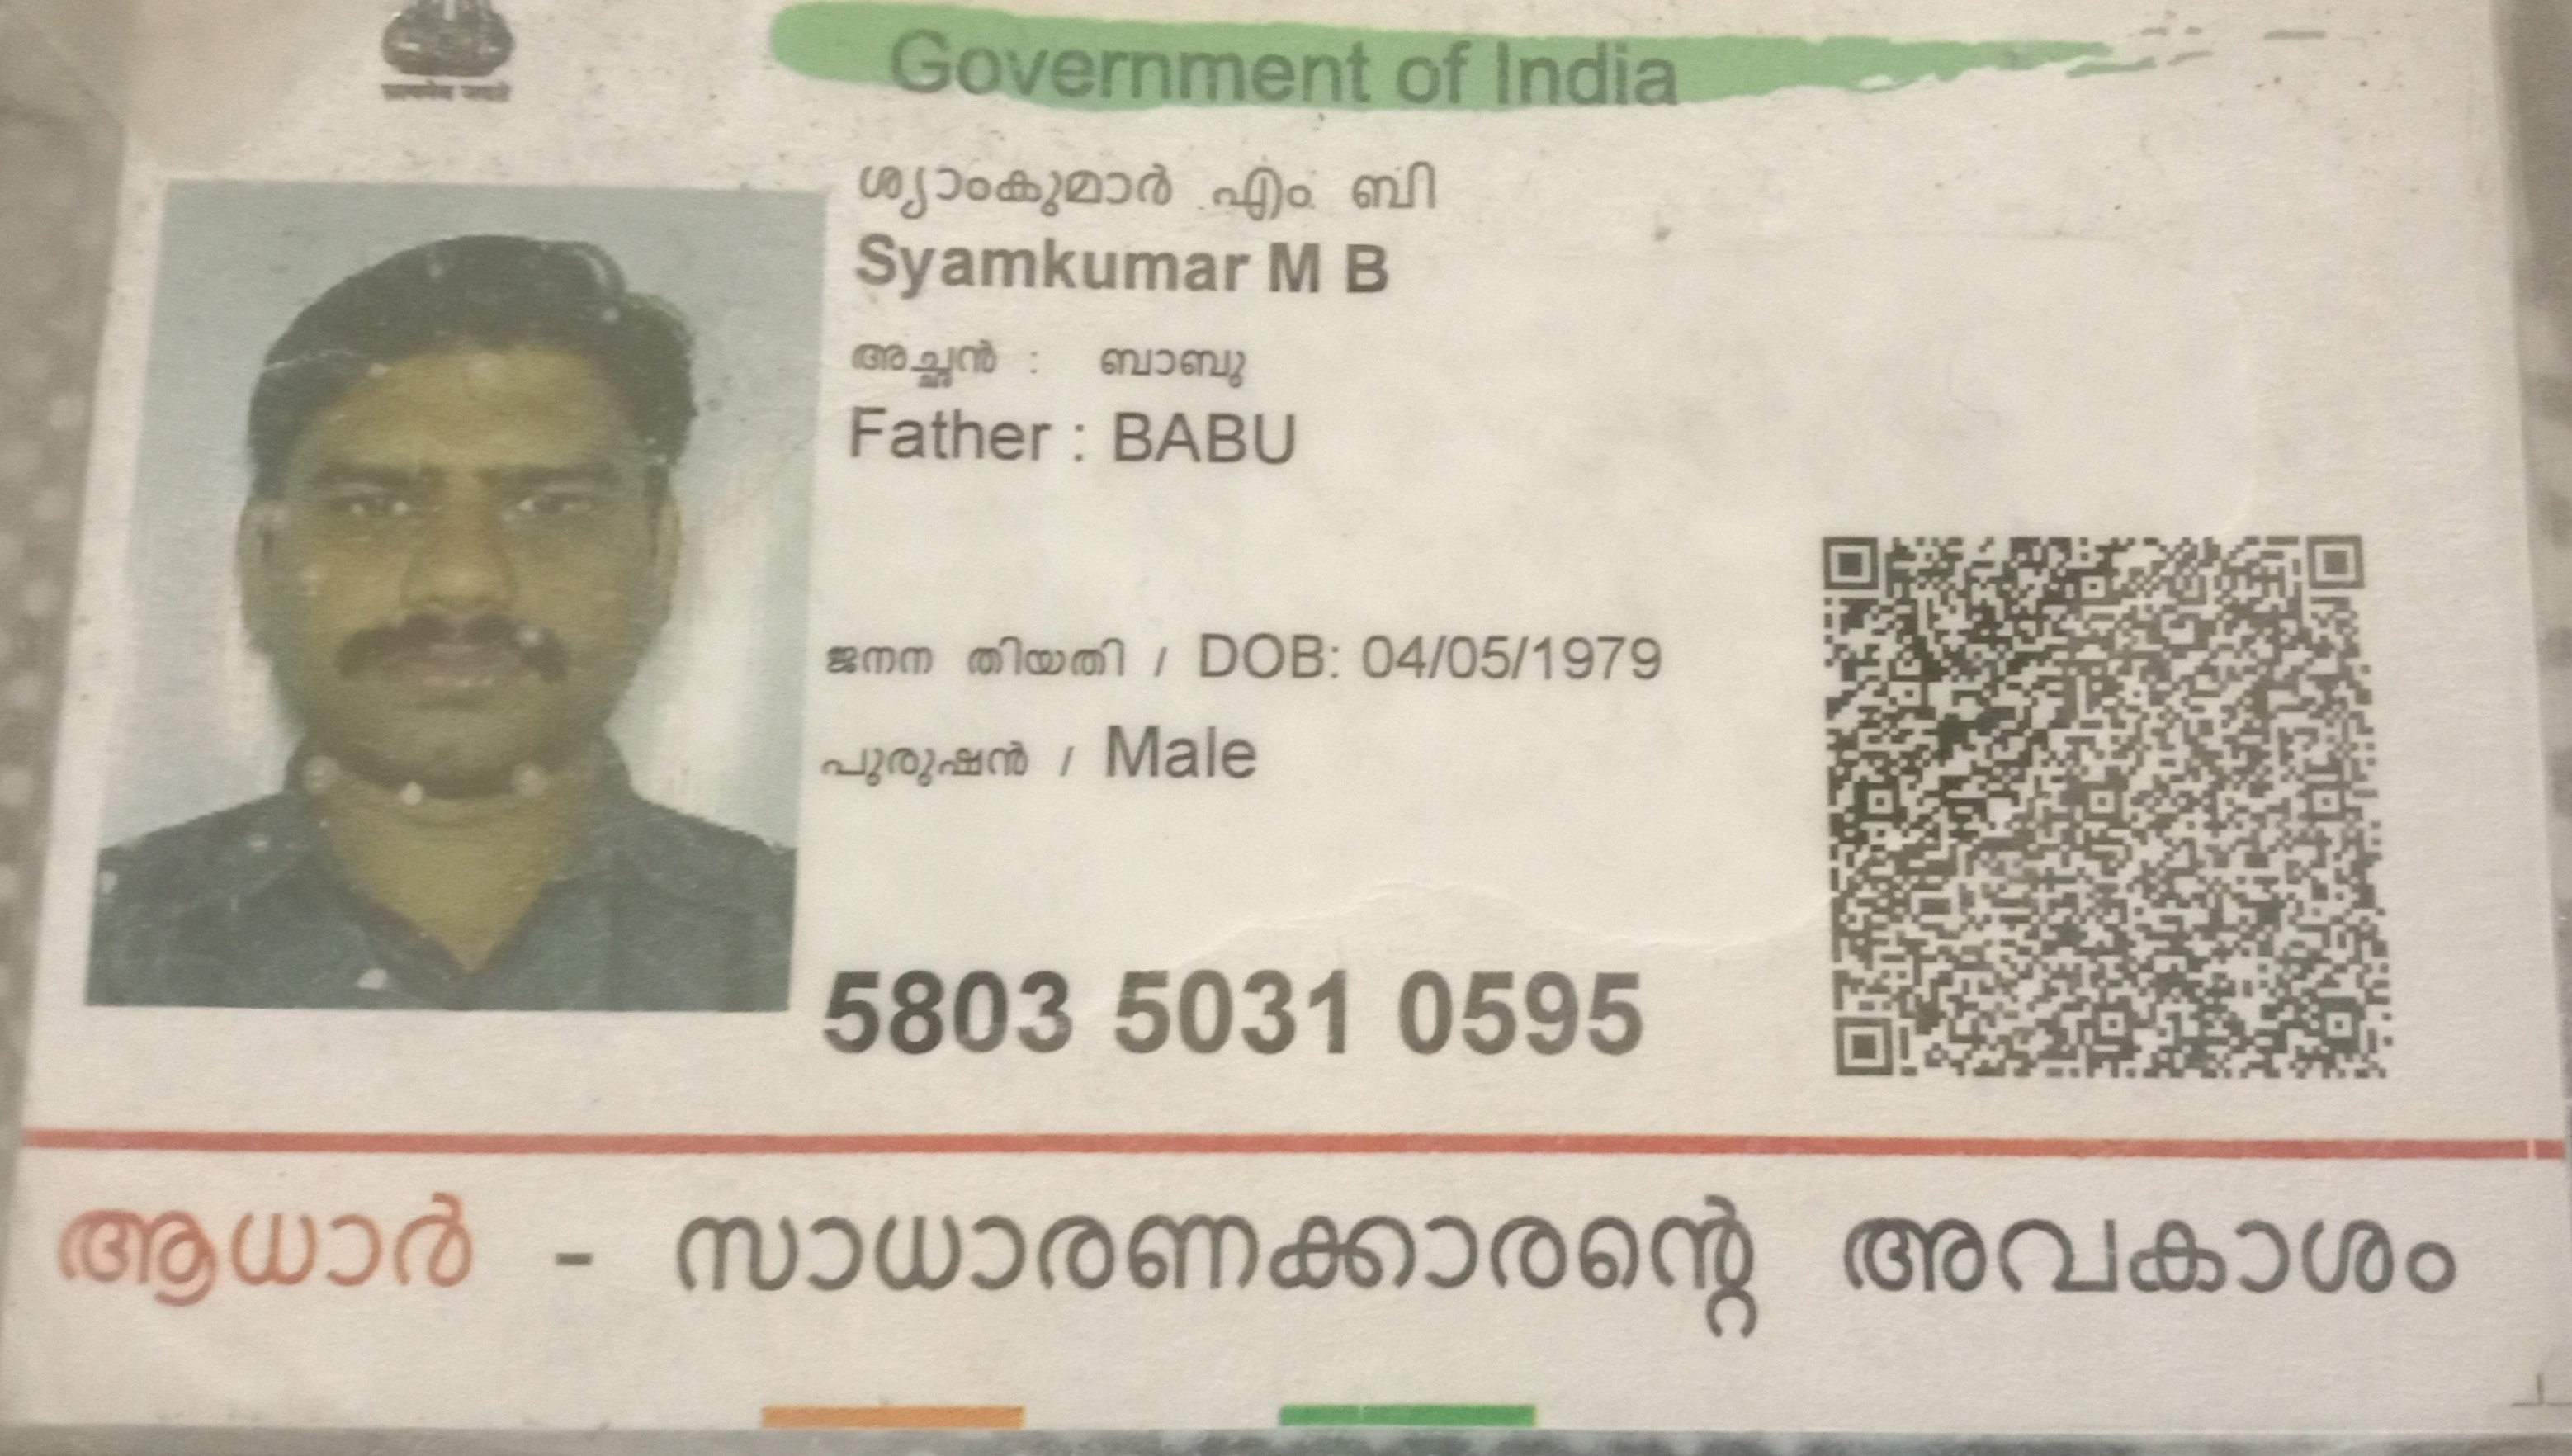 Government of India
ശ്യാംകുമാർ എം ബി
Syamkumar M B
അച്ഛൻ : ബാബു
Father : BABU
ജനന തിയതി / DOB: 04/05/1979
പുരുഷൻ / Male
5803 5031 0595
ആധാർ - സാധാരണക്കാരന്റെ അവകാശം